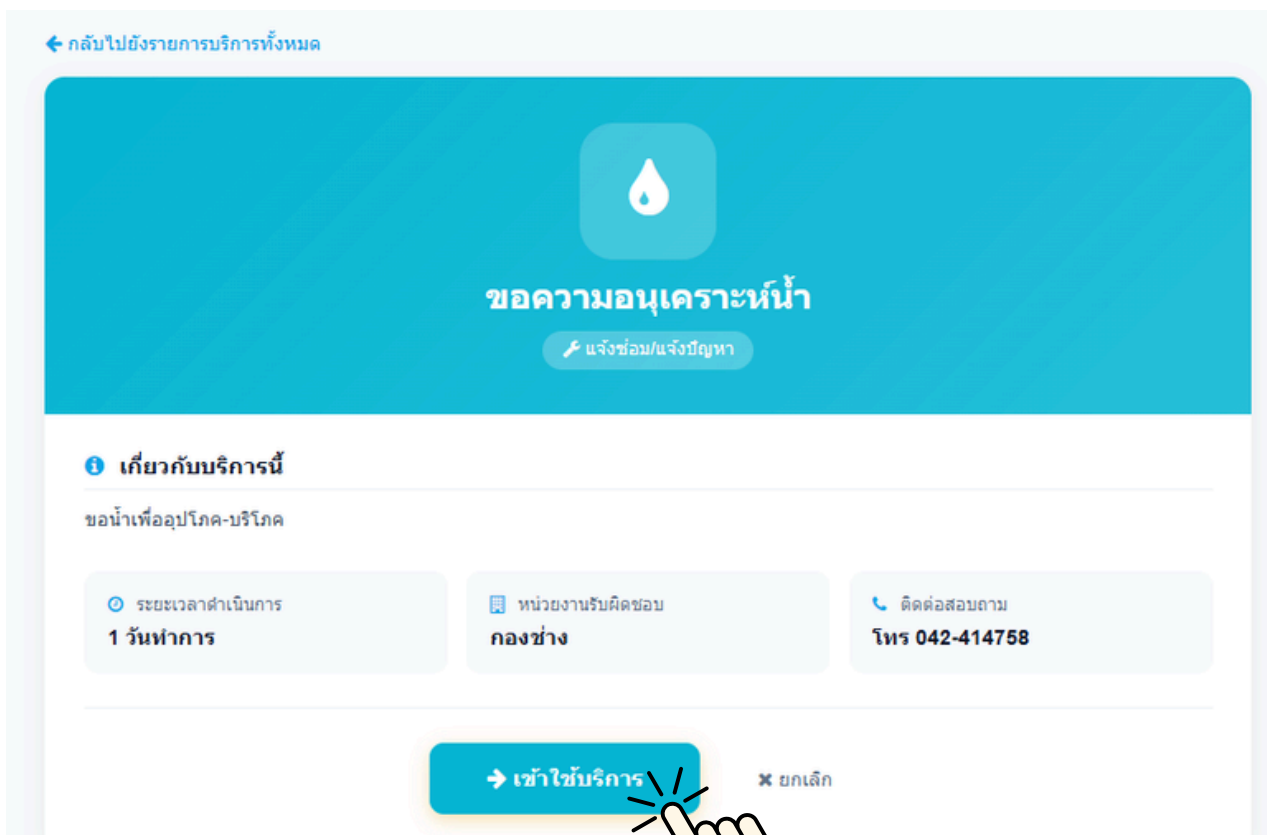 กลับไปยังรายการบริการทั้งหมด
ขอความอนุเคราะห์น้ำ
แจ้งซ่อม/แจ้งปัญหา
เกี่ยวกับบริการนี้
ขอน้ำเพื่ออุปโภค-บริโภค
ระยะเวลาดำเนินการ
1 วันทำการ
หน่วยงานรับผิดชอบ
กองช่าง
ติดต่อสอบถาม
โทร 042-414758
เข้าใช้บริการ
ยกเลิก